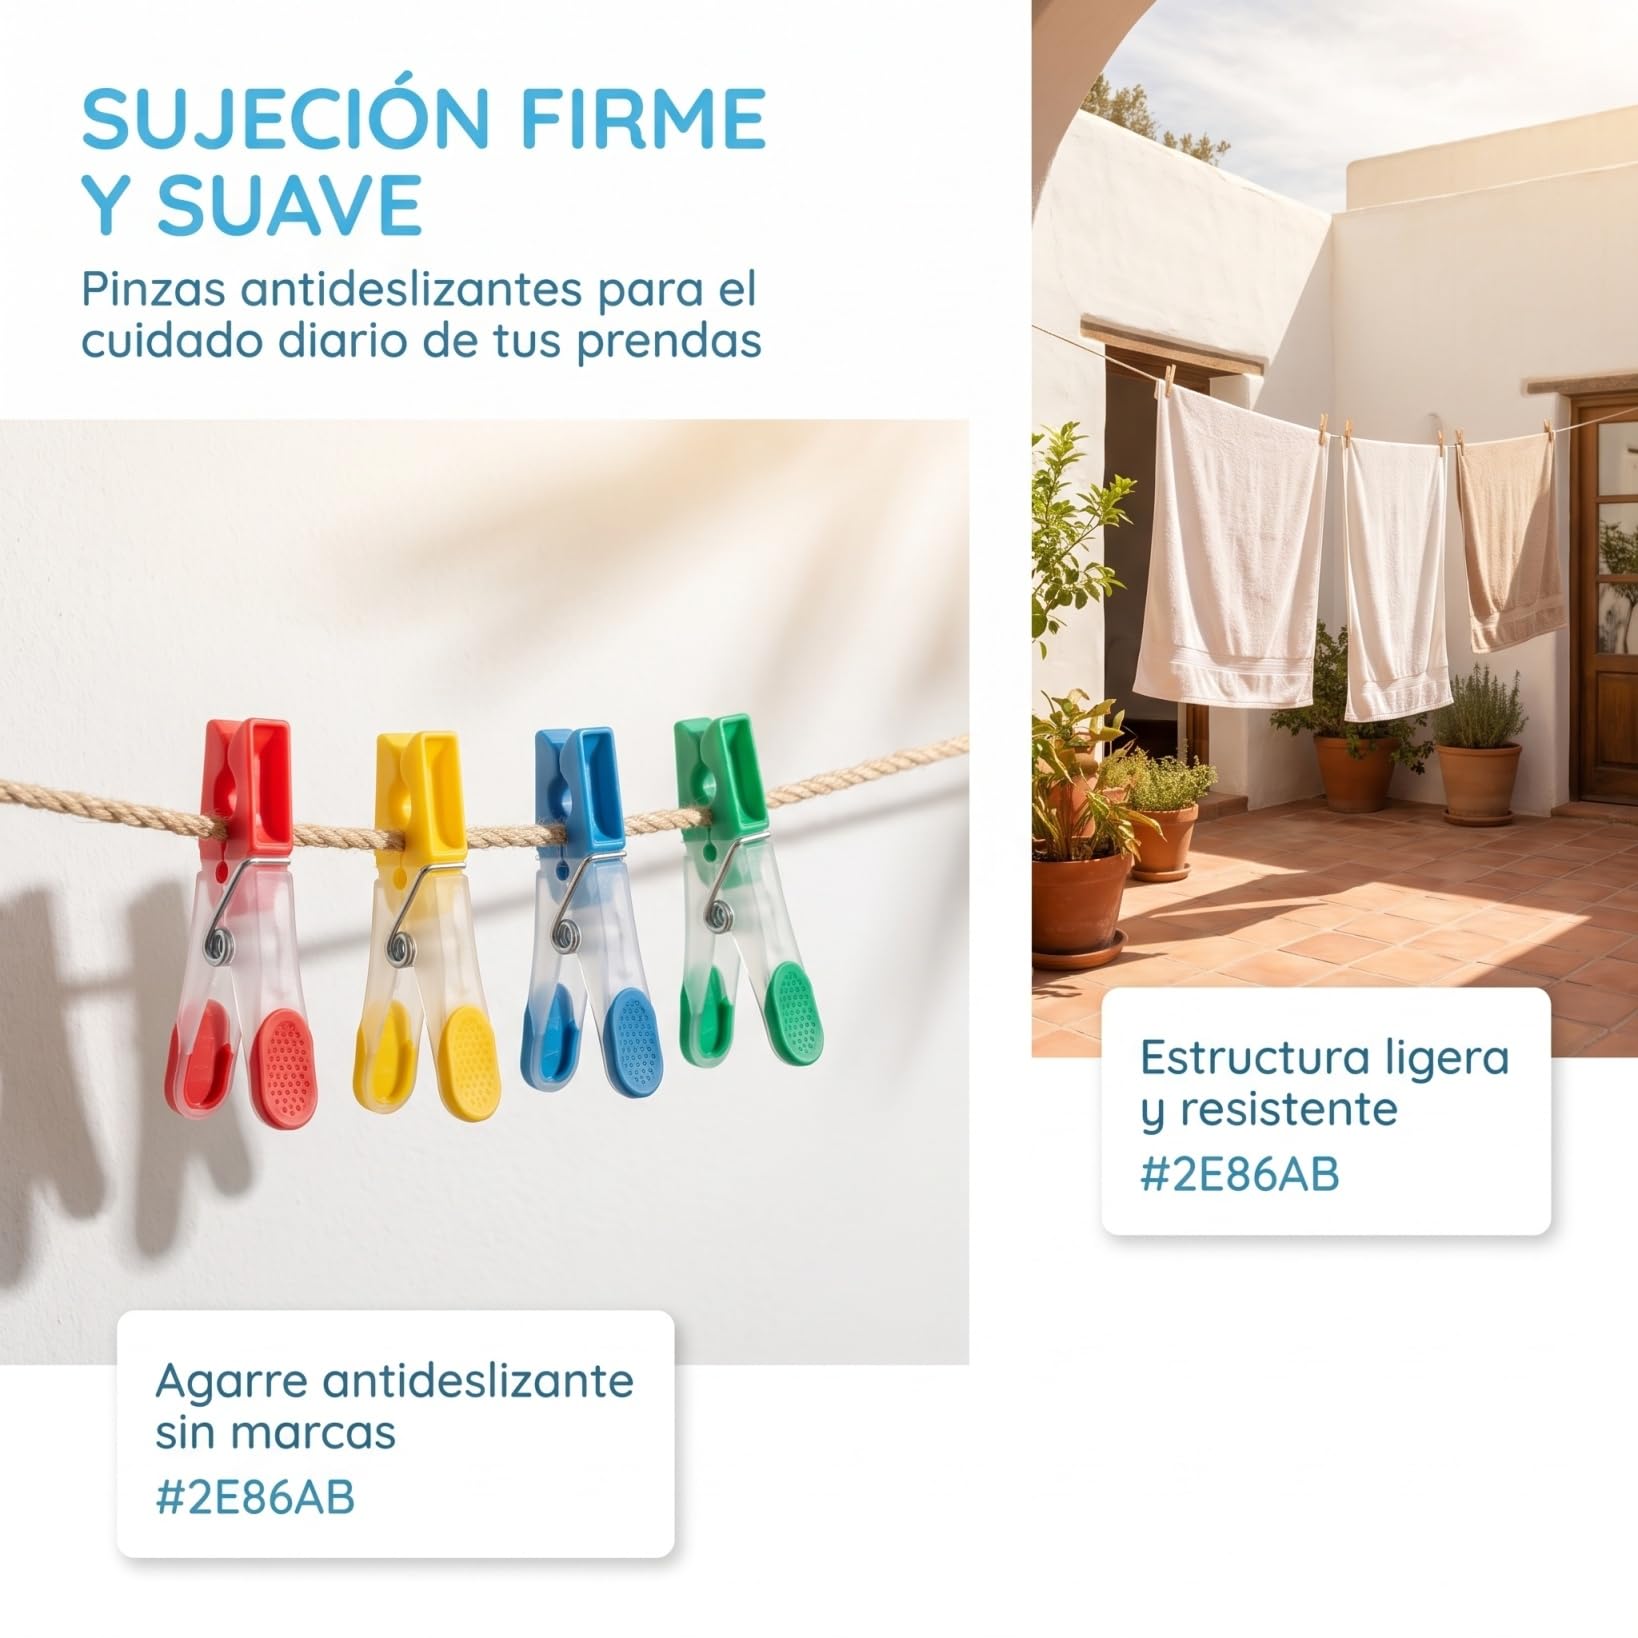 SUJECIÓN FIRME
Y SUAVE
Pinzas antideslizantes para el
cuidado diario de tus prendas
Estructura ligera
y resistente
#2E86AB
Agarre antideslizante
sin marcas
#2E86AB